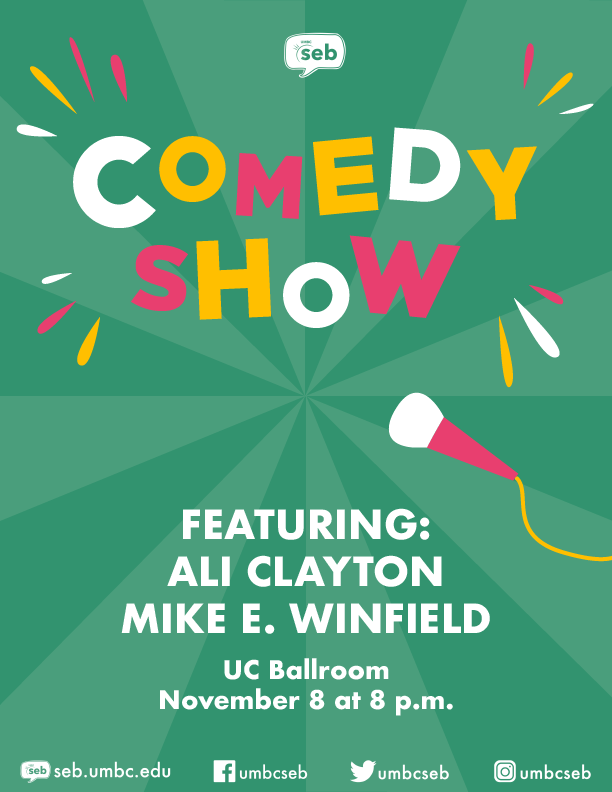 UMBC
seb
COMEDY
SHOW
FEATURING:
ALI CLAYTON
MIKE E. WINFIELD
UC Ballroom
November 8 at 8 p.m.
seb seb.umbc.edu umbcseb umbcseb umbcseb